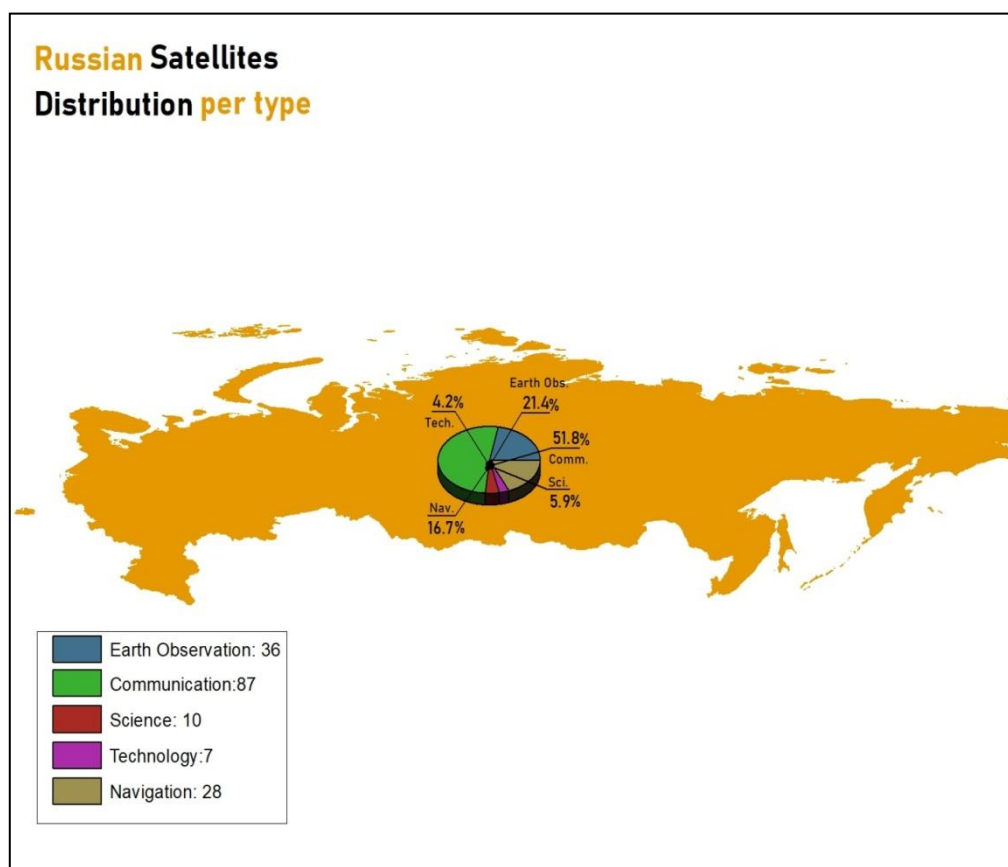 Russian Satellites
Distribution per type
Earth Obs.
21.4%
4.2%
Tech.
51.8%
Comm.
Sci.
5.9%
Nav.
16.7%
Earth Observation: 36
Communication:87
Science: 10
Technology:7
Navigation: 28